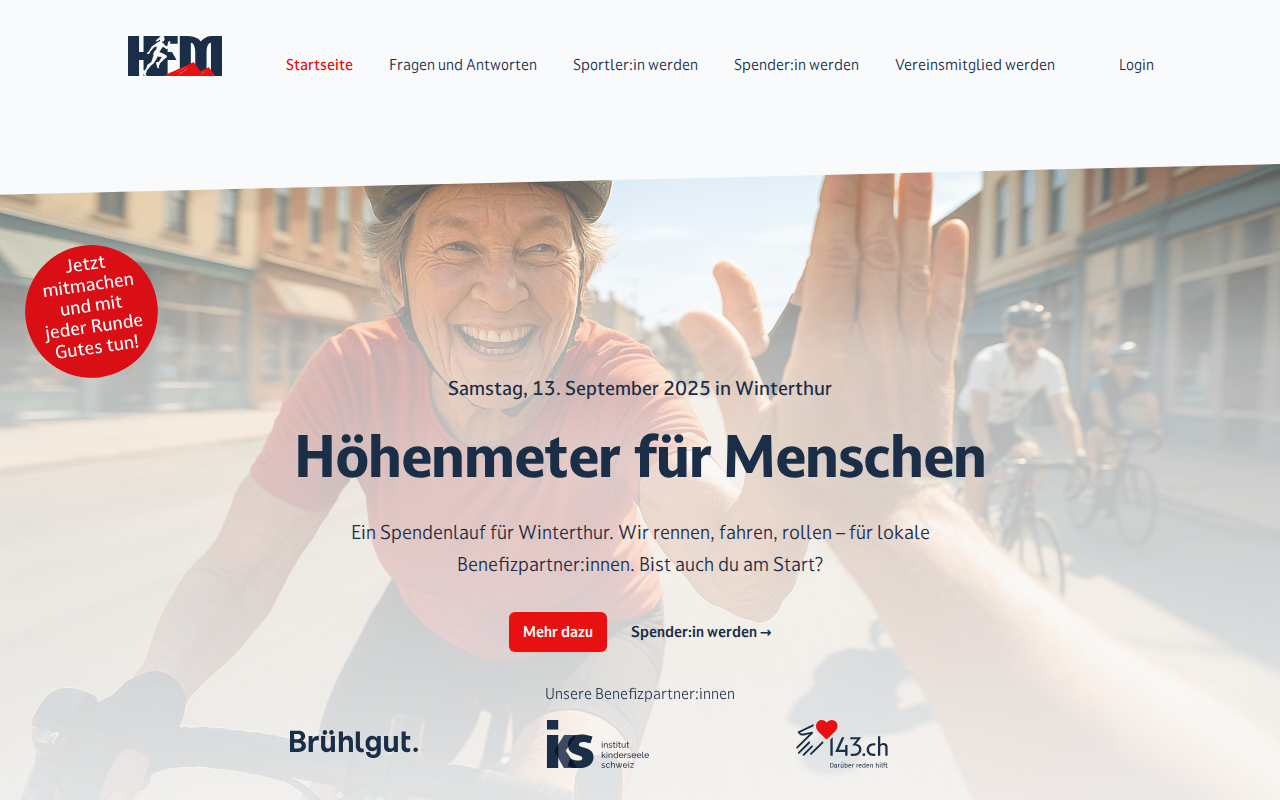 HFM
Startseite
Fragen und Antworten
Sportler:in werden
Spender:in werden
Vereinsmitglied werden
Login
Jetzt
mitmachen
und mit
jeder Runde
Gutes tun!
Samstag, 13. September 2025 in Winterthur
Höhenmeter für Menschen
Ein Spendenlauf für Winterthur. Wir rennen, fahren, rollen – für lokale
Benefizpartner:innen. Bist auch du am Start?
Mehr dazu
Spender:in werden →
Unsere Benefizpartner:innen
Brühlgut.
iks
institut
kinderseele
schweiz
143.ch
Darüber reden hilft